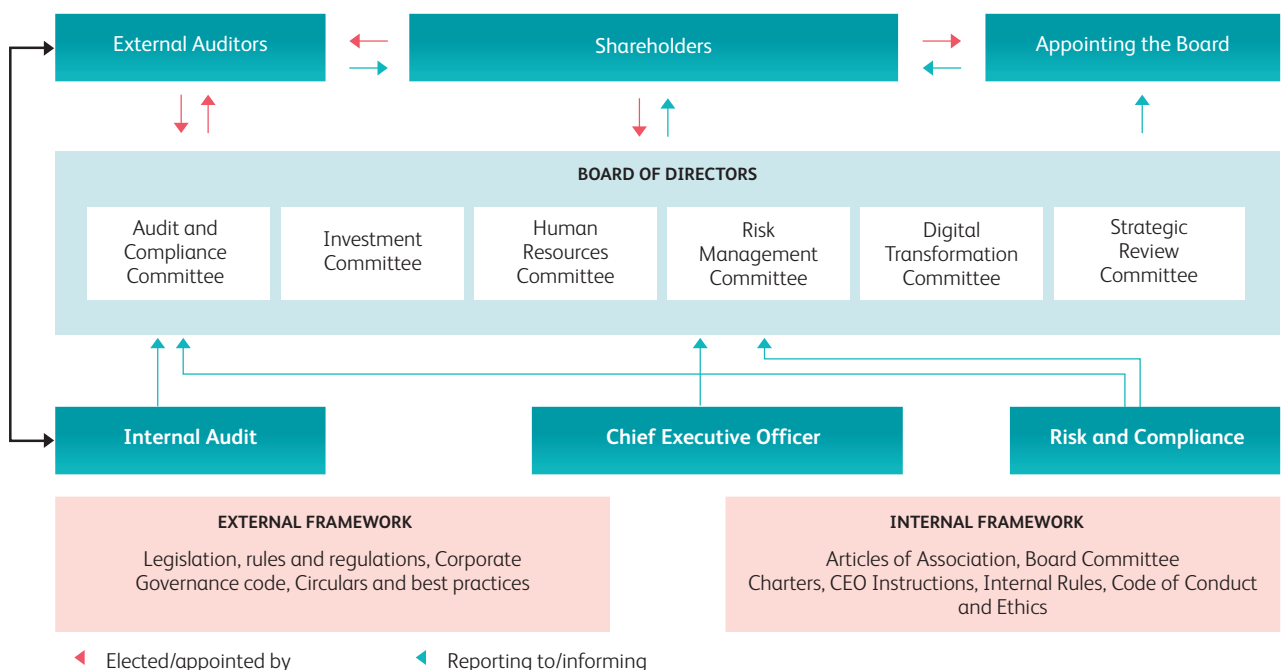 External Auditors
Shareholders
Appointing the Board
BOARD OF DIRECTORS
Audit and
Compliance
Committee
Investment
Committee
Human
Resources
Committee
Risk
Management
Committee
Digital
Transformation
Committee
Strategic
Review
Committee
Internal Audit
Chief Executive Officer
Risk and Compliance
EXTERNAL FRAMEWORK
Legislation, rules and regulations, Corporate
Governance code, Circulars and best practices
INTERNAL FRAMEWORK
Articles of Association, Board Committee
Charters, CEO Instructions, Internal Rules, Code of Conduct
and Ethics
Elected/appointed by
Reporting to/informing